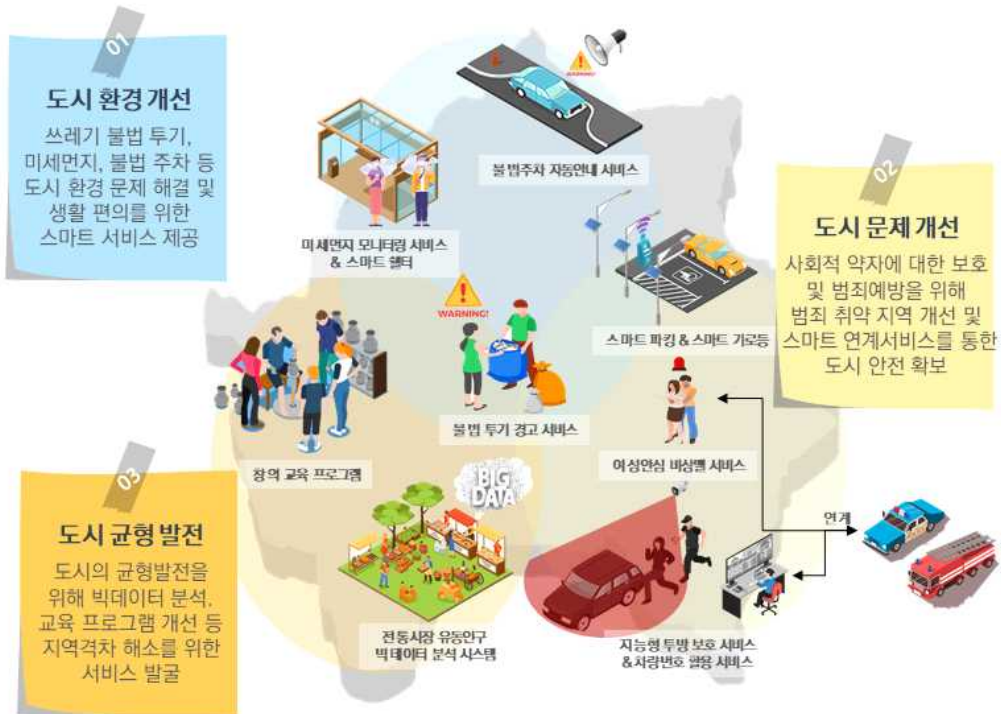 01
도시 환경 개선
쓰레기 불법 투기,
미세먼지, 불법 주차 등
도시 환경 문제 해결 및
생활 편의를 위한
스마트 서비스 제공
WARNING!
불법주차 자동안내 서비스
미세먼지 모니터링 서비스
& 스마트 쉘터
02
도시 문제 개선
사회적 약자에 대한 보호
및 범죄예방을 위해
범죄 취약 지역 개선 및
스마트 연계서비스를 통한
도시 안전 확보
스마트 파킹 & 스마트 가로등
WARNING!
불법 투기 경고 서비스
창의 교육 프로그램
여성안심 비상벨 서비스
03
도시 균형 발전
도시의 균형발전을
위해 빅데이터 분석,
교육 프로그램 개선 등
지역격차 해소를 위한
서비스 발굴
BIG
DATA
전통시장 유동인구
빅데이터 분석 시스템
연계
지능형 투방 보호 서비스
& 차량번호 활용 서비스